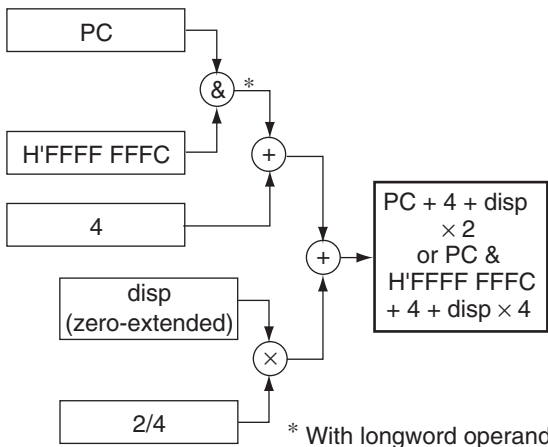 PC
&
*
H'FFFF FFFC
+
4
+
PC + 4 + disp
× 2
or PC &
H'FFFF FFFC
+ 4 + disp × 4
disp
(zero-extended)
×
2/4
* With longword operand